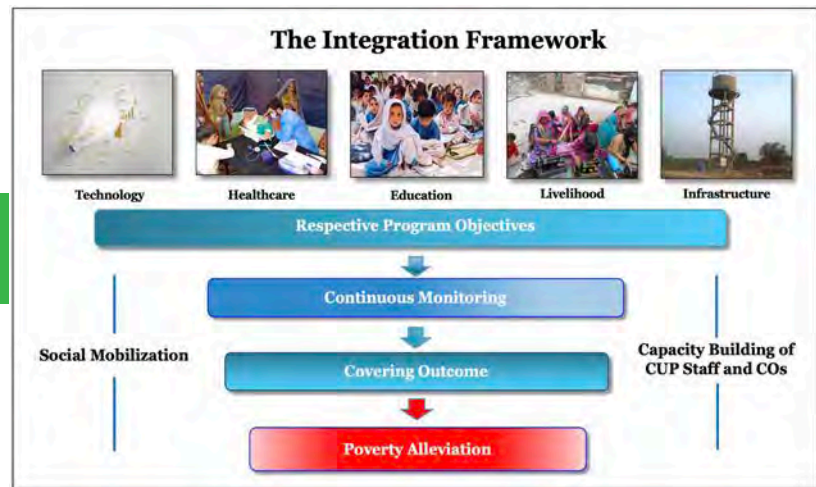 The Integration Framework
Technology
Healthcare
Education
Livelihood
Infrastructure
Respective Program Objectives
Continuous Monitoring
Social Mobilization
Capacity Building of
CUP Staff and COs
Covering Outcome
Poverty Alleviation